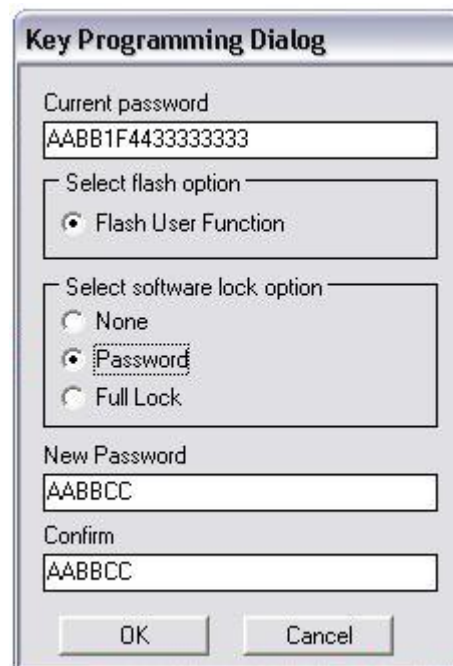 Key Programming Dialog
Current password
AABB1F4433333333
Select flash option
Flash User Function
Select software lock option
None
Password
Full Lock
New Password
AABBCC
Confirm
AABBCC
OK
Cancel